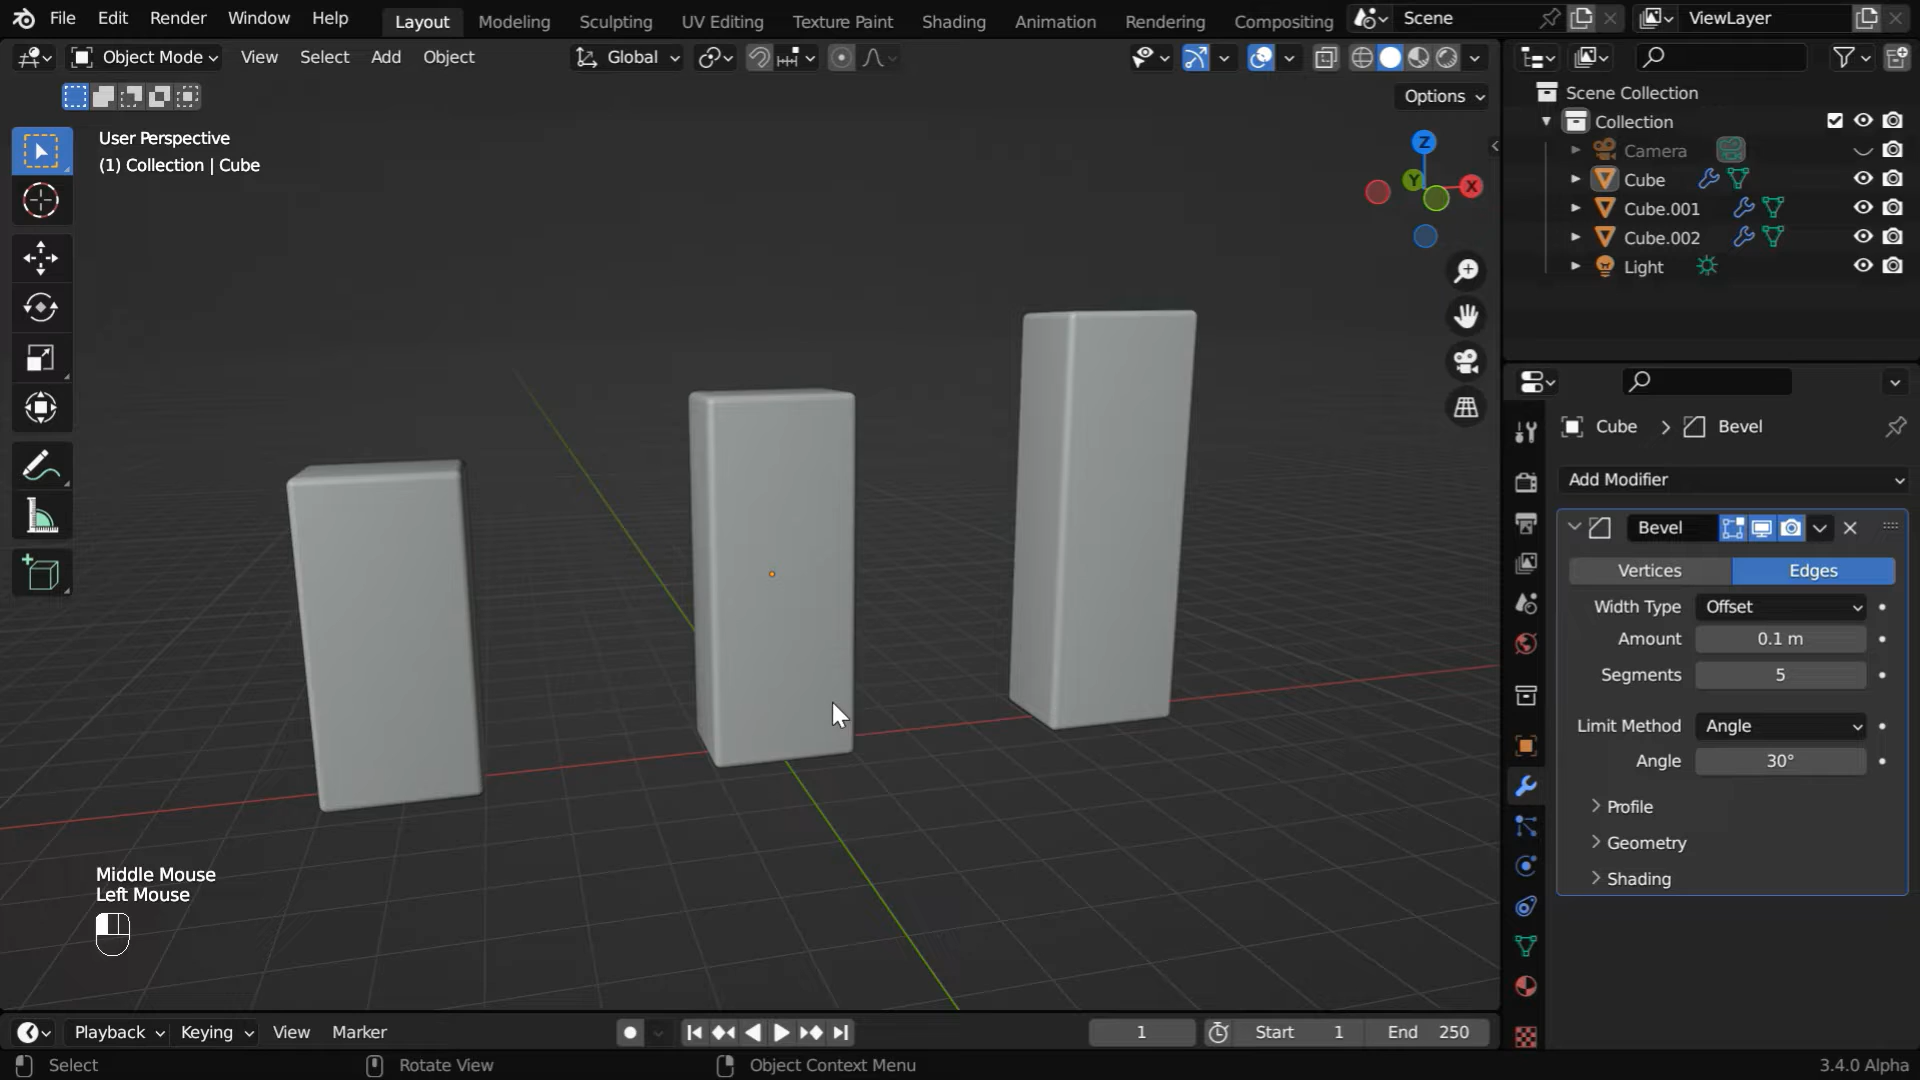 File Edit Render Window Help Layout Modeling Sculpting UV Editing Texture Paint Shading Animation Rendering Compositing Scene ViewLayer
Object Mode View Select Add Object Global
Options
User Perspective
(1) Collection | Cube
Z
Y
X
Scene Collection
Collection
Camera
Cube
Cube.001
Cube.002
Light
Cube > Bevel
Add Modifier
Bevel
Vertices Edges
Width Type Offset
Amount 0.1 m
Segments 5
Limit Method Angle
Angle 30°
Profile
Geometry
Shading
Middle Mouse
Left Mouse
Playback Keying View Marker 1 Start 1 End 250
Select Rotate View Object Context Menu 3.4.0 Alpha